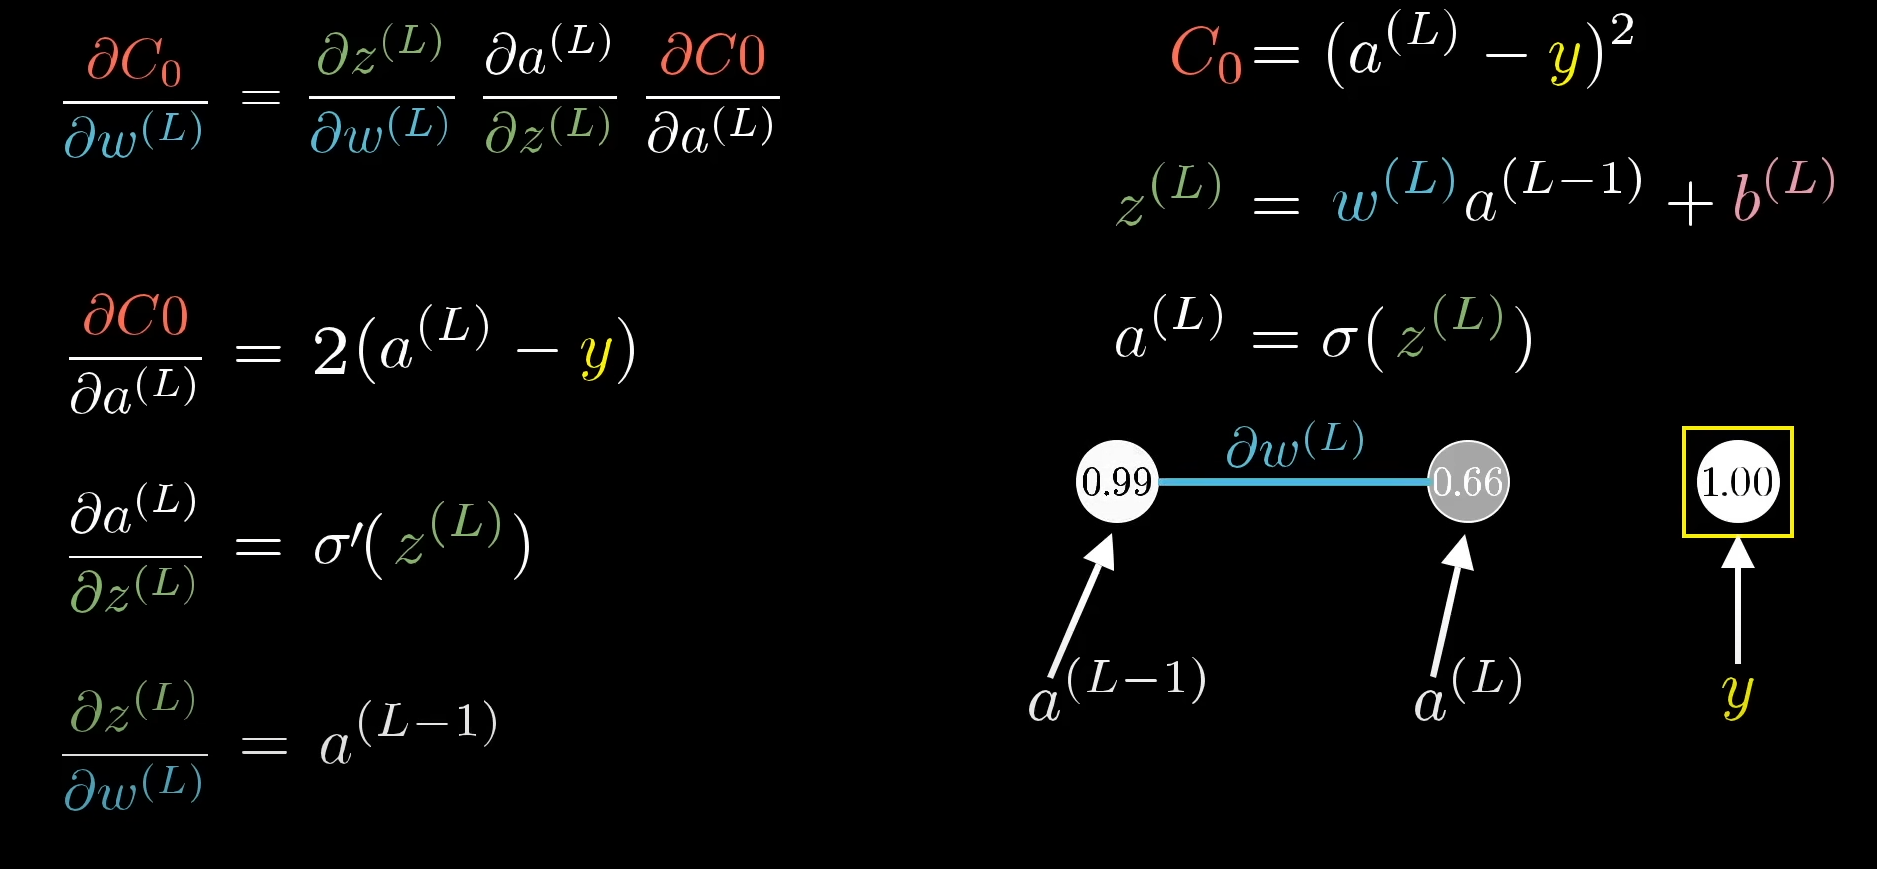 ∂C₀/∂w⁽ᴸ⁾ = ∂z⁽ᴸ⁾/∂w⁽ᴸ⁾ ∂a⁽ᴸ⁾/∂z⁽ᴸ⁾ ∂C0/∂a⁽ᴸ⁾
∂C0/∂a⁽ᴸ⁾ = 2(a⁽ᴸ⁾ − y)
∂a⁽ᴸ⁾/∂z⁽ᴸ⁾ = σ′(z⁽ᴸ⁾)
∂z⁽ᴸ⁾/∂w⁽ᴸ⁾ = a⁽ᴸ⁻¹⁾
C₀ = (a⁽ᴸ⁾ − y)²
z⁽ᴸ⁾ = w⁽ᴸ⁾a⁽ᴸ⁻¹⁾ + b⁽ᴸ⁾
a⁽ᴸ⁾ = σ(z⁽ᴸ⁾)
∂w⁽ᴸ⁾
0.99 0.66 1.00
a⁽ᴸ⁻¹⁾ a⁽ᴸ⁾ y